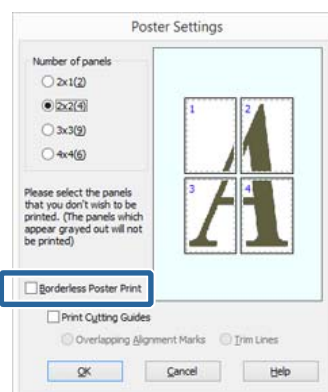 Poster Settings
Number of panels
2x1(2)
2x2(4)
3x3(9)
4x4(6)
1
2
3
4
Please select the panels
that you don't wish to be
printed. (The panels which
appear grayed out will not
be printed)
Borderless Poster Print
Print Cutting Guides
Overlapping Alignment Marks
Trim Lines
OK
Cancel
Help